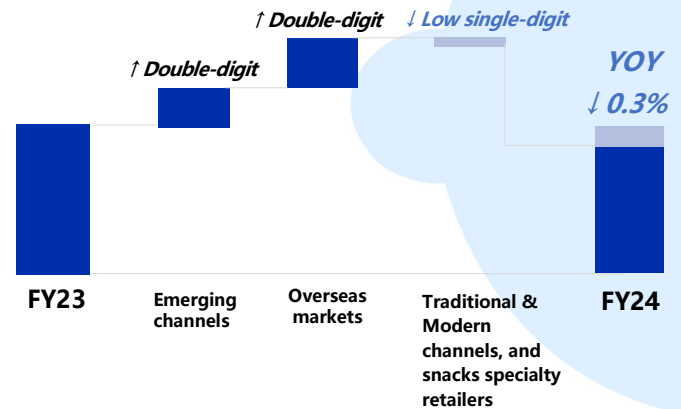 ↑ Double-digit
↑ Double-digit
↓ Low single-digit
YOY
↓ 0.3%
FY23
Emerging
channels
Overseas
markets
Traditional &
Modern
channels, and
snacks specialty
retailers
FY24